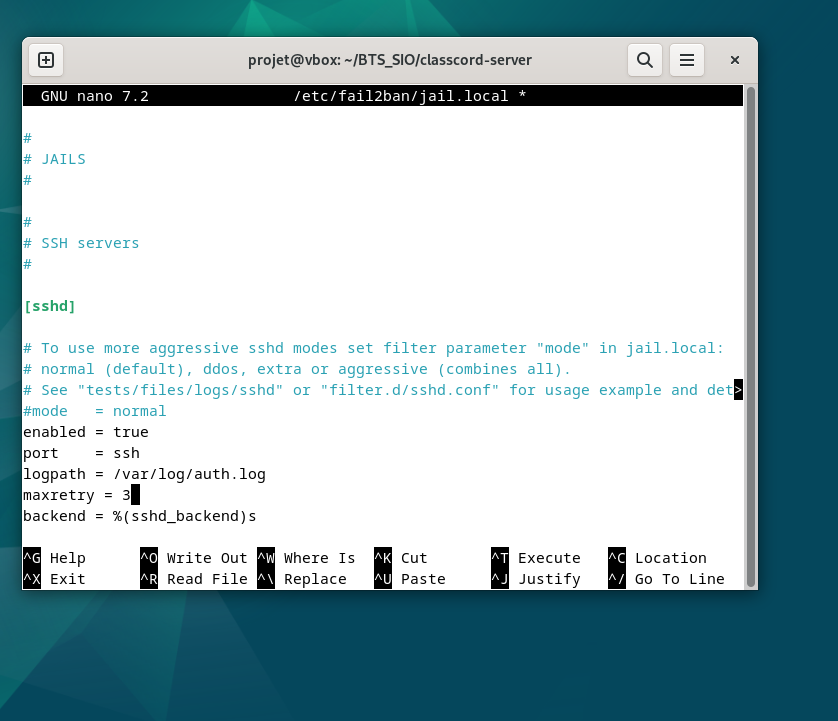 projet@vbox: ~/BTS_SIO/classcord-server
GNU nano 7.2 /etc/fail2ban/jail.local *
#
# JAILS
#
#
# SSH servers
#
[sshd]
# To use more aggressive sshd modes set filter parameter "mode" in jail.local:
# normal (default), ddos, extra or aggressive (combines all).
# See "tests/files/logs/sshd" or "filter.d/sshd.conf" for usage example and det>
#mode   = normal
enabled = true
port    = ssh
logpath = /var/log/auth.log
maxretry = 3
backend = %(sshd_backend)s
^G Help ^O Write Out ^W Where Is ^K Cut ^T Execute ^C Location
^X Exit ^R Read File ^\ Replace ^U Paste ^J Justify ^/ Go To Line